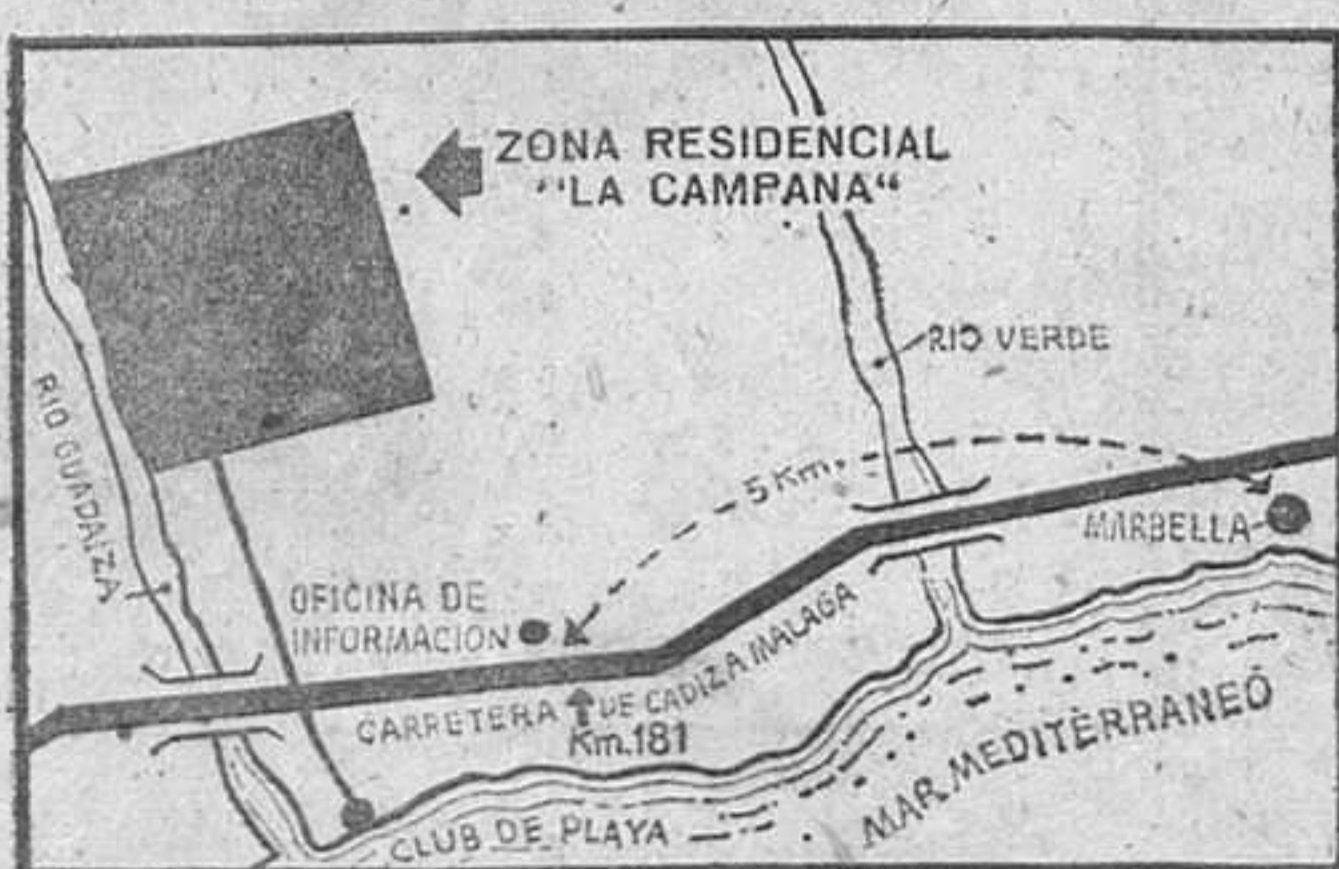 ZONA RESIDENCIAL
"LA CAMPANA"
RIO VERDE
RIO GUADAIZA
5 Km.
MARBELLA
OFICINA DE
INFORMACION
CARRETERA DE CADIZ A MALAGA
Km.181
CLUB DE PLAYA
MAR MEDITERRANEO